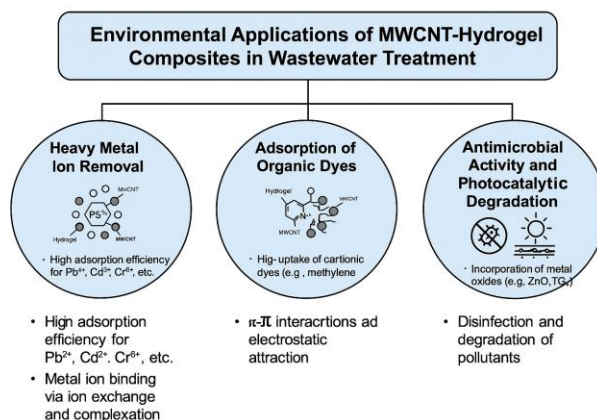 Environmental Applications of MWCNT-Hydrogel
Composites in Wastewater Treatment
Heavy Metal
Ion Removal
MWCNT
Hydrogel
MWCNT
· High adsorption efficiency
for Pb⁴⁺, Cd³⁺, Cr⁶⁺, etc.
• High adsorption
efficiency for
Pb²⁺, Cd²⁺. Cr⁶⁺, etc.
• Metal ion binding
via ion exchange
and complexation
Adsorption of
Organic Dyes
Hydrogel
MWCNT
MWCNT
· Hig- uptake of cartionic
dyes (e.g , methylene
• π-π interacrtions ad
electrostatic
attraction
Antimicrobial
Activity and
Photocatalytic
Degradation
· Incorporation of metal
oxides (e.g, ZnO,
• Disinfection and
degradation of
pollutants